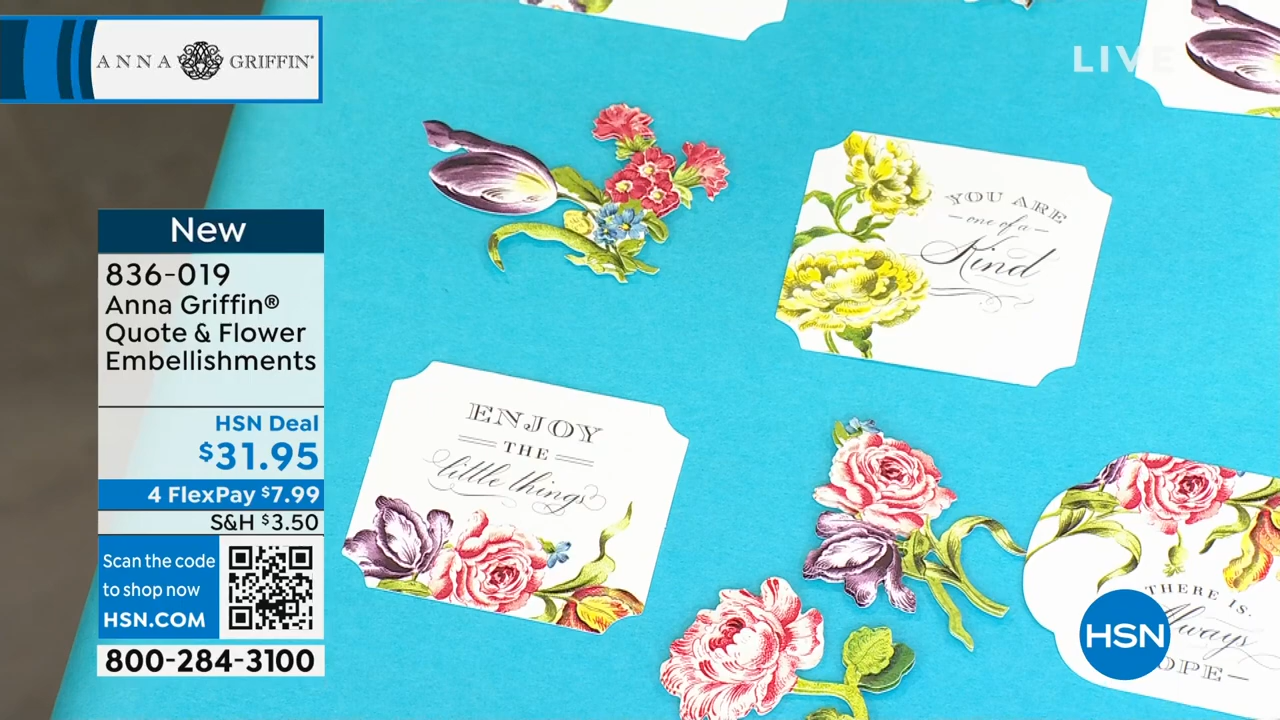 ANNA GRIFFIN
LIVE
New
836-019
Anna Griffin®
Quote & Flower
Embellishments
HSN Deal
$31.95
4 FlexPay $7.99
S&H $3.50
Scan the code
to shop now
HSN.COM
800-284-3100
YOU ARE
one of a
Kind
ENJOY
THE
little things
THERE IS
Always
HOPE
HSN